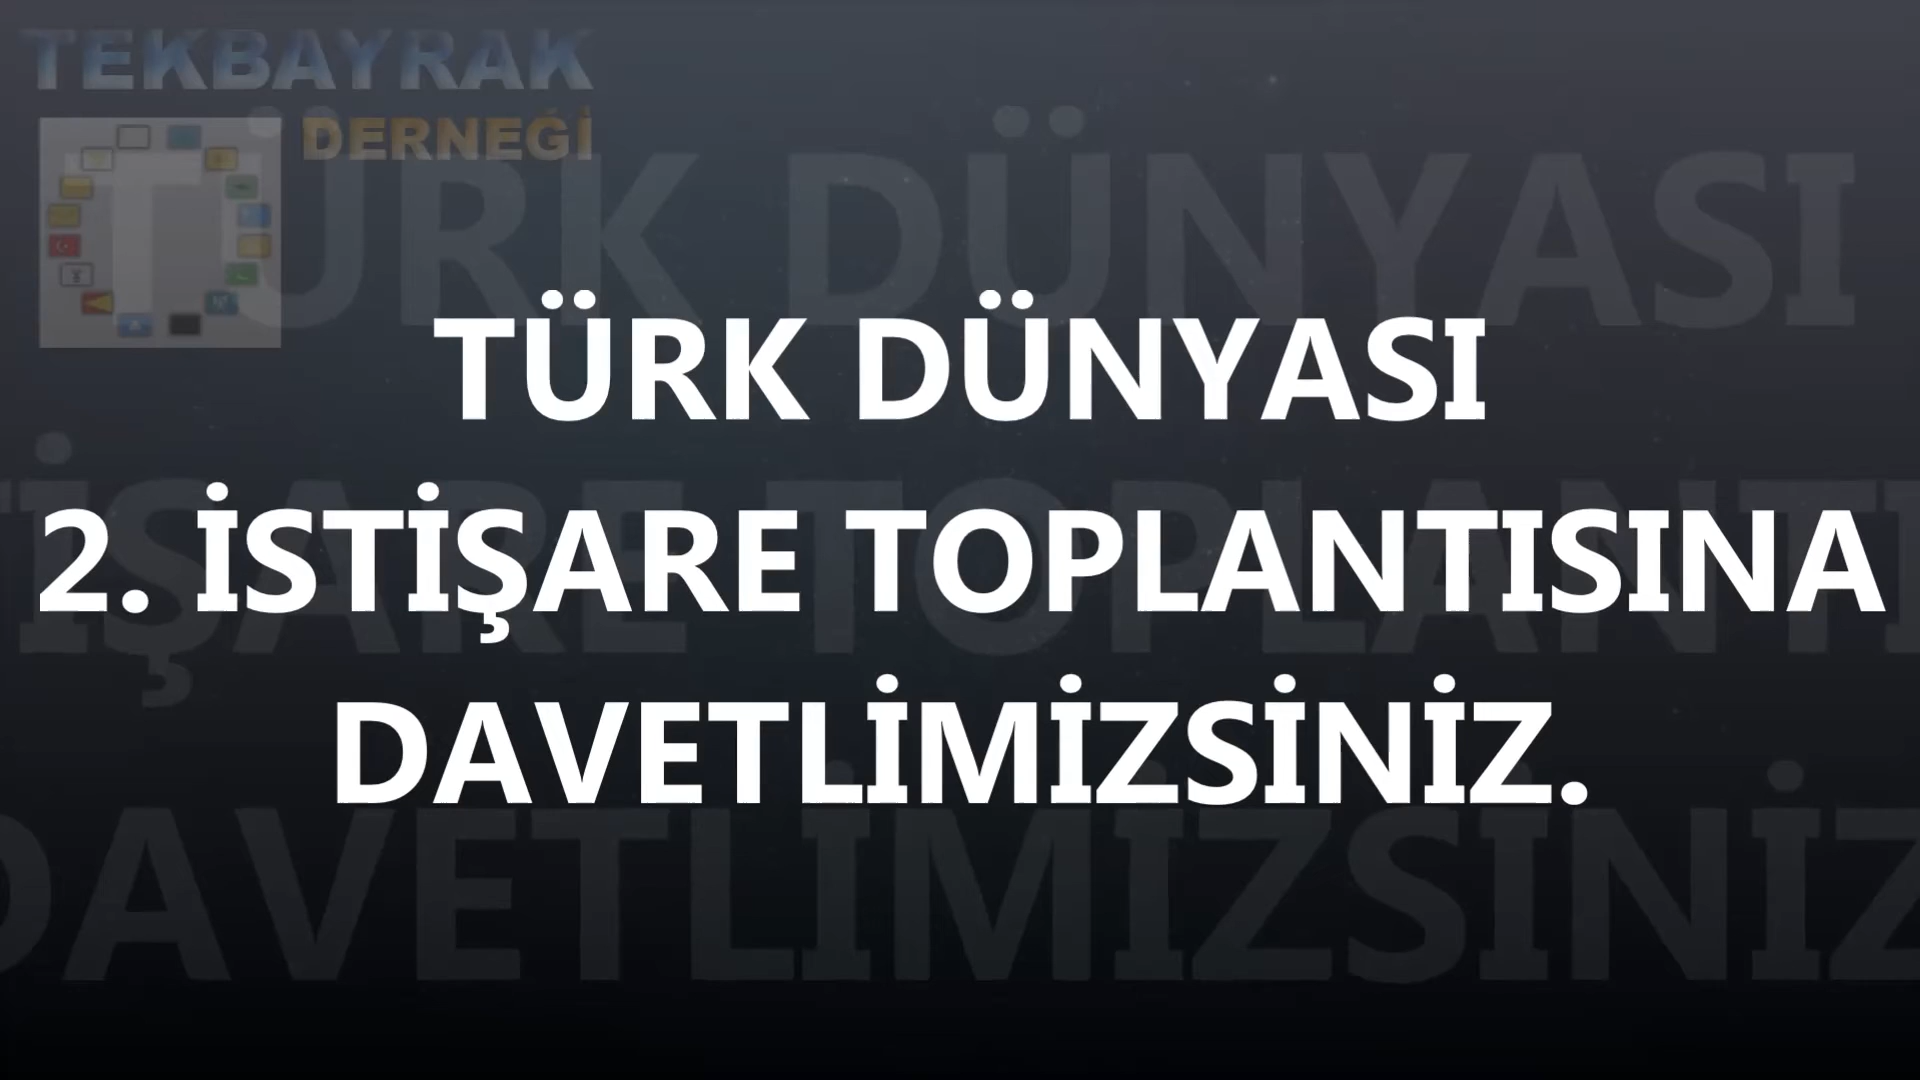 TEKBAYRAK
DERNEĞİ
TÜRK DÜNYASI
2. İSTİŞARE TOPLANTISINA
DAVETLİMİZSİNİZ.